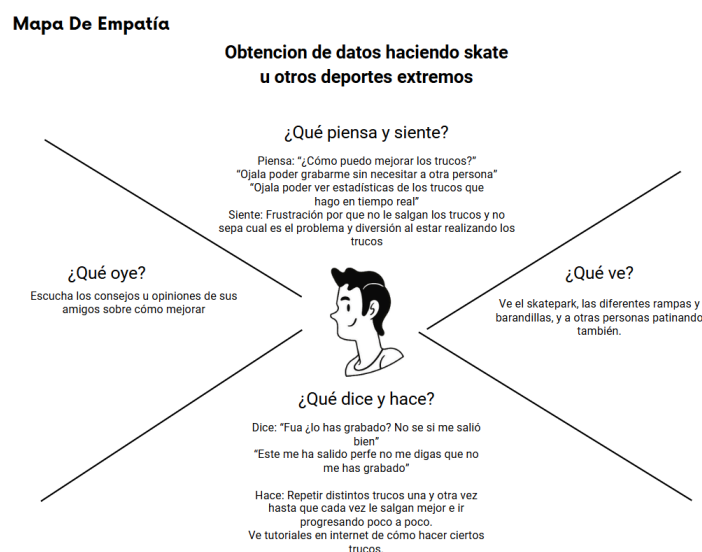 Mapa De Empatía
Obtencion de datos haciendo skate
u otros deportes extremos
¿Qué piensa y siente?
Piensa: “¿Cómo puedo mejorar los trucos?”
“Ojala poder grabarme sin necesitar a otra persona”
“Ojala poder ver estadísticas de los trucos que
hago en tiempo real”
Siente: Frustración por que no le salgan los trucos y no
sepa cual es el problema y diversión al estar realizando los
trucos
¿Qué oye?
Escucha los consejos u opiniones de sus
amigos sobre cómo mejorar
¿Qué ve?
Ve el skatepark, las diferentes rampas y
barandillas, y a otras personas patinando
también.
¿Qué dice y hace?
Dice: “Fua ¿lo has grabado? No se si me salió
bien”
“Este me ha salido perfe no me digas que no
me has grabado”
Hace: Repetir distintos trucos una y otra vez
hasta que cada vez le salgan mejor e ir
progresando poco a poco.
Ve tutoriales en internet de cómo hacer ciertos
trucos.